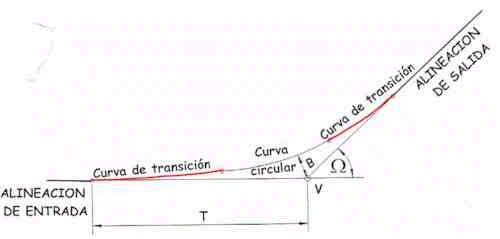 ALINEACION
DE SALIDA
Curva de transición
Curva
circular
B
Ω
V
Curva de transición
ALINEACION
DE ENTRADA
T